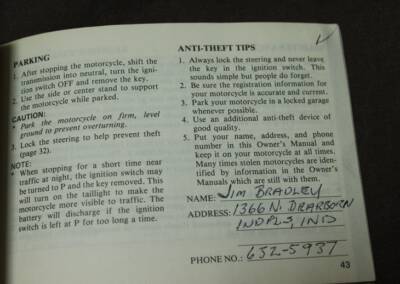 PARKING
1. After stopping the motorcycle, shift the
transmission into neutral, turn the igni-
tion switch OFF and remove the key.
2. Use the side or center stand to support
the motorcycle while parked.
CAUTION:
* Park the motorcycle on firm, level
ground to prevent overturning.
3. Lock the steering to help prevent theft
(page 32).
NOTE:
* When stopping for a short time near
traffic at night, the ignition switch may
be turned to P and the key removed. This
will turn on the taillight to make the
motorcycle more visible to traffic. The
battery will discharge if the ignition
switch is left at P for too long a time.
ANTI-THEFT TIPS
1. Always lock the steering and never leave
the key in the ignition switch. This
sounds simple but people do forget.
2. Be sure the registration information for
your motorcycle is accurate and current.
3. Park your motorcycle in a locked garage
whenever possible.
4. Use an additional anti-theft device of
good quality.
5. Put your name, address, and phone
number in this Owner's Manual and
keep it on your motorcycle at all times.
Many times stolen motorcycles are iden-
tified by information in the Owner's
Manuals which are still with them.
NAME: JIM BRADLEY
ADDRESS: 1366 N. DEARBORN
INDPLS, IND
PHONE NO.: 632-5937
43